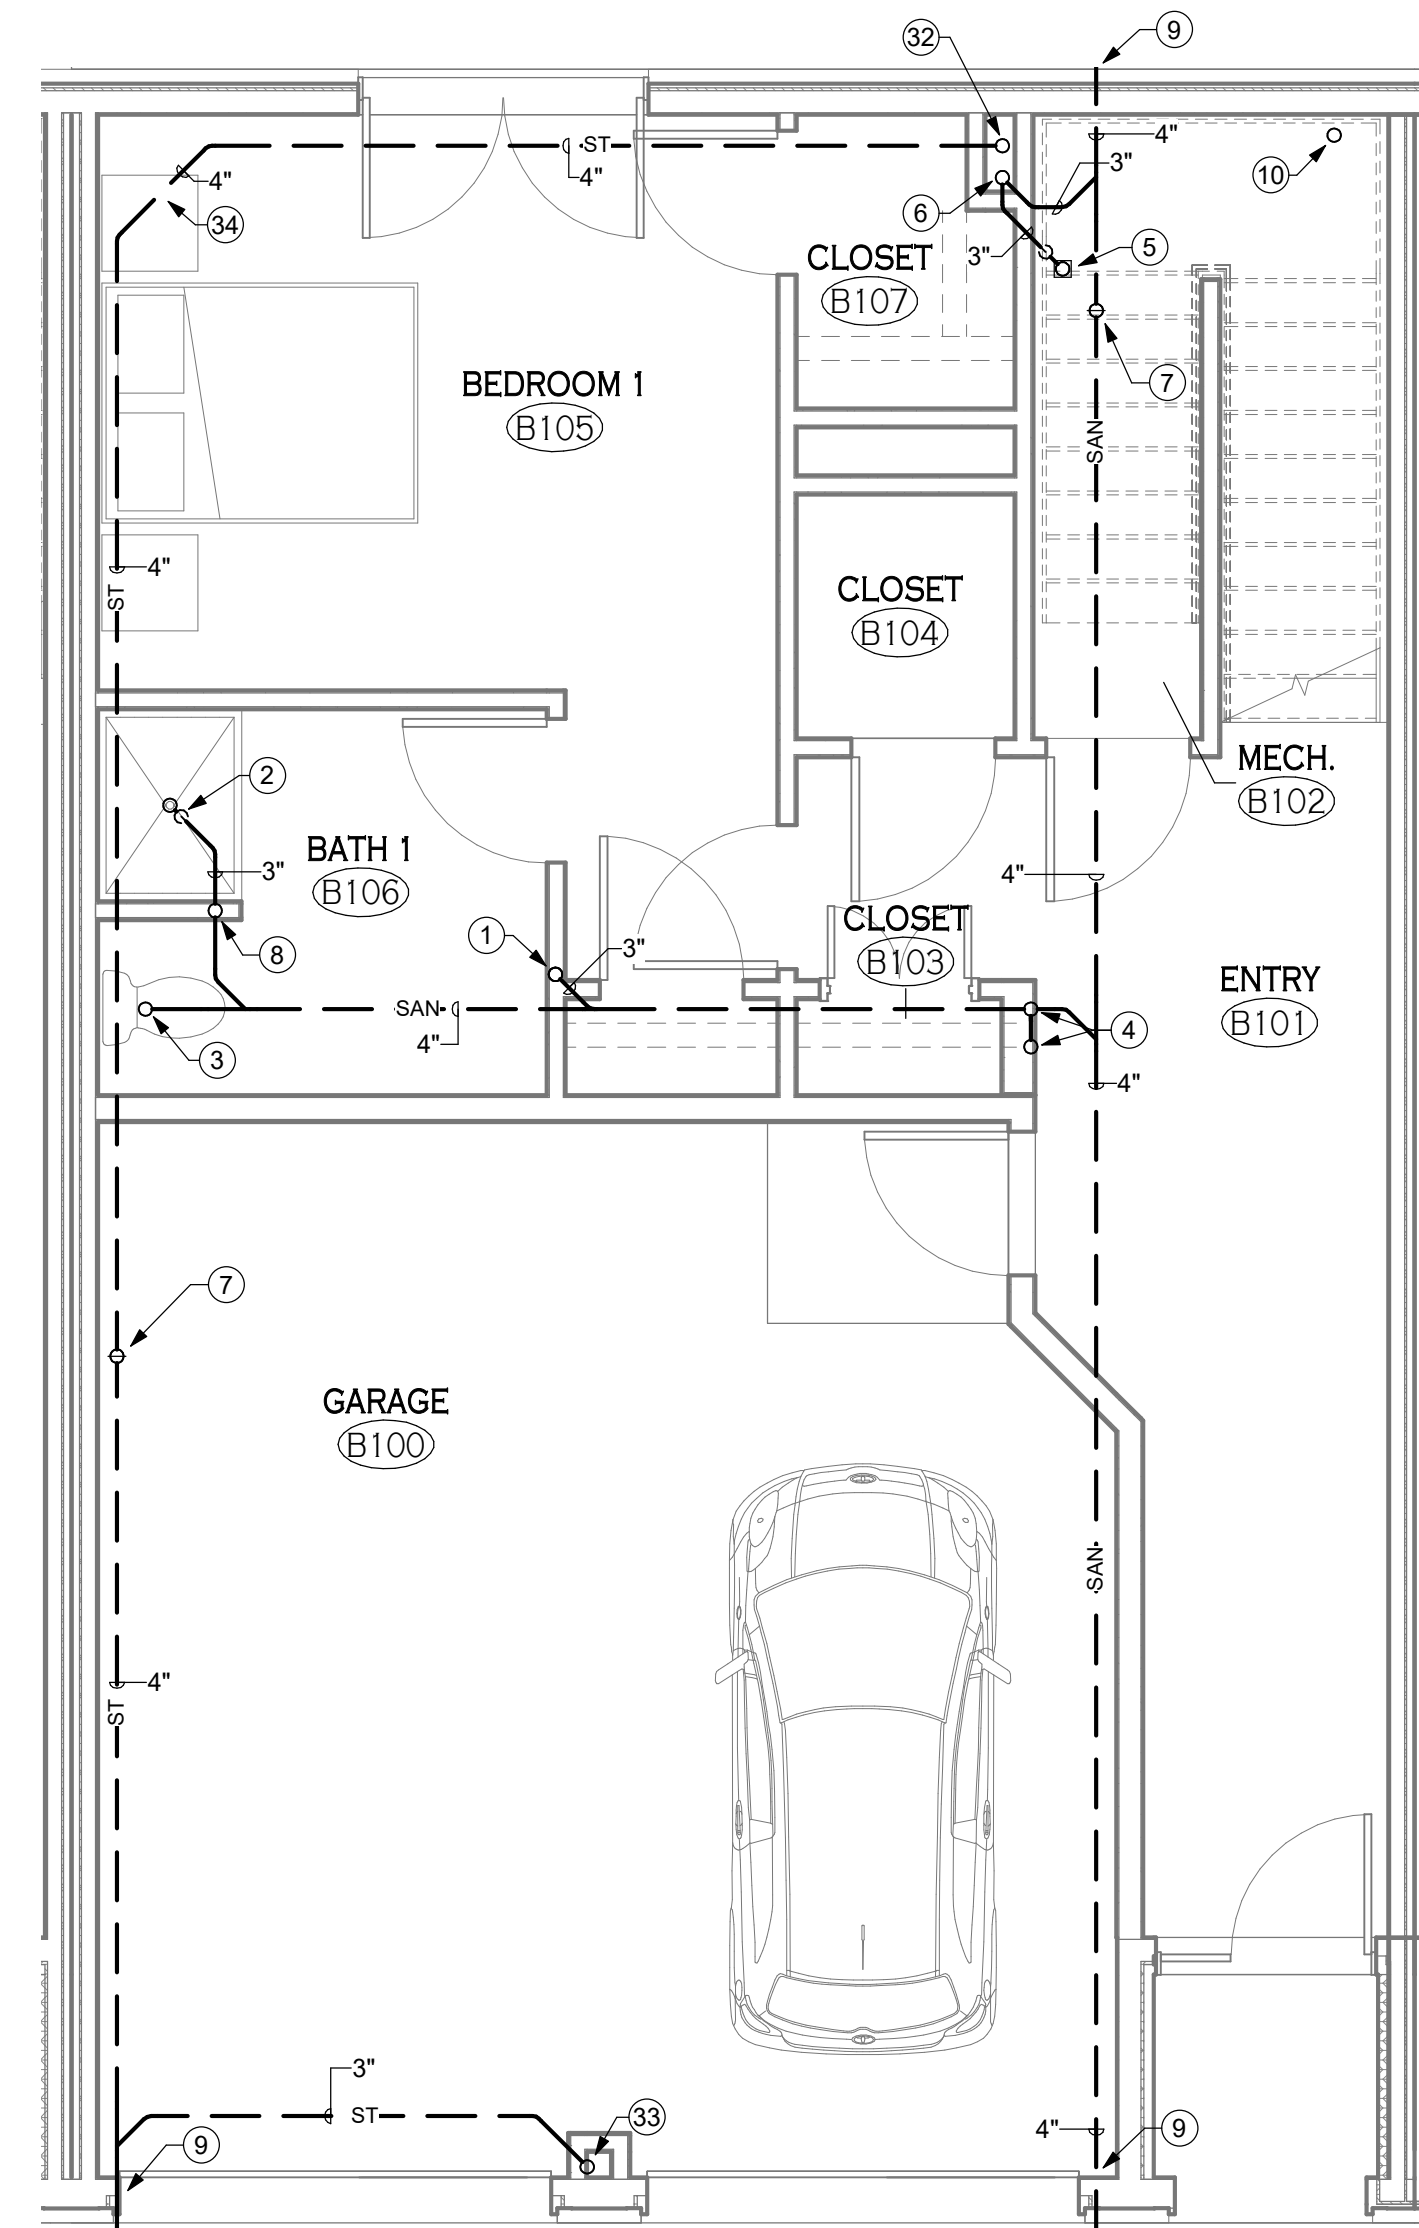 9
32
4"
ST
3"
10
4"
4"
6
34
5
3"
CLOSET
B107
BEDROOM 1
B105
7
SAN
4"
ST
CLOSET
B104
MECH.
B102
2
BATH 1
B106
3"
4"
CLOSET
B103
1
3"
8
ENTRY
B101
SAN
4"
4
3
4"
7
GARAGE
B100
SAN
4"
ST
3"
ST
33
9
4"
9